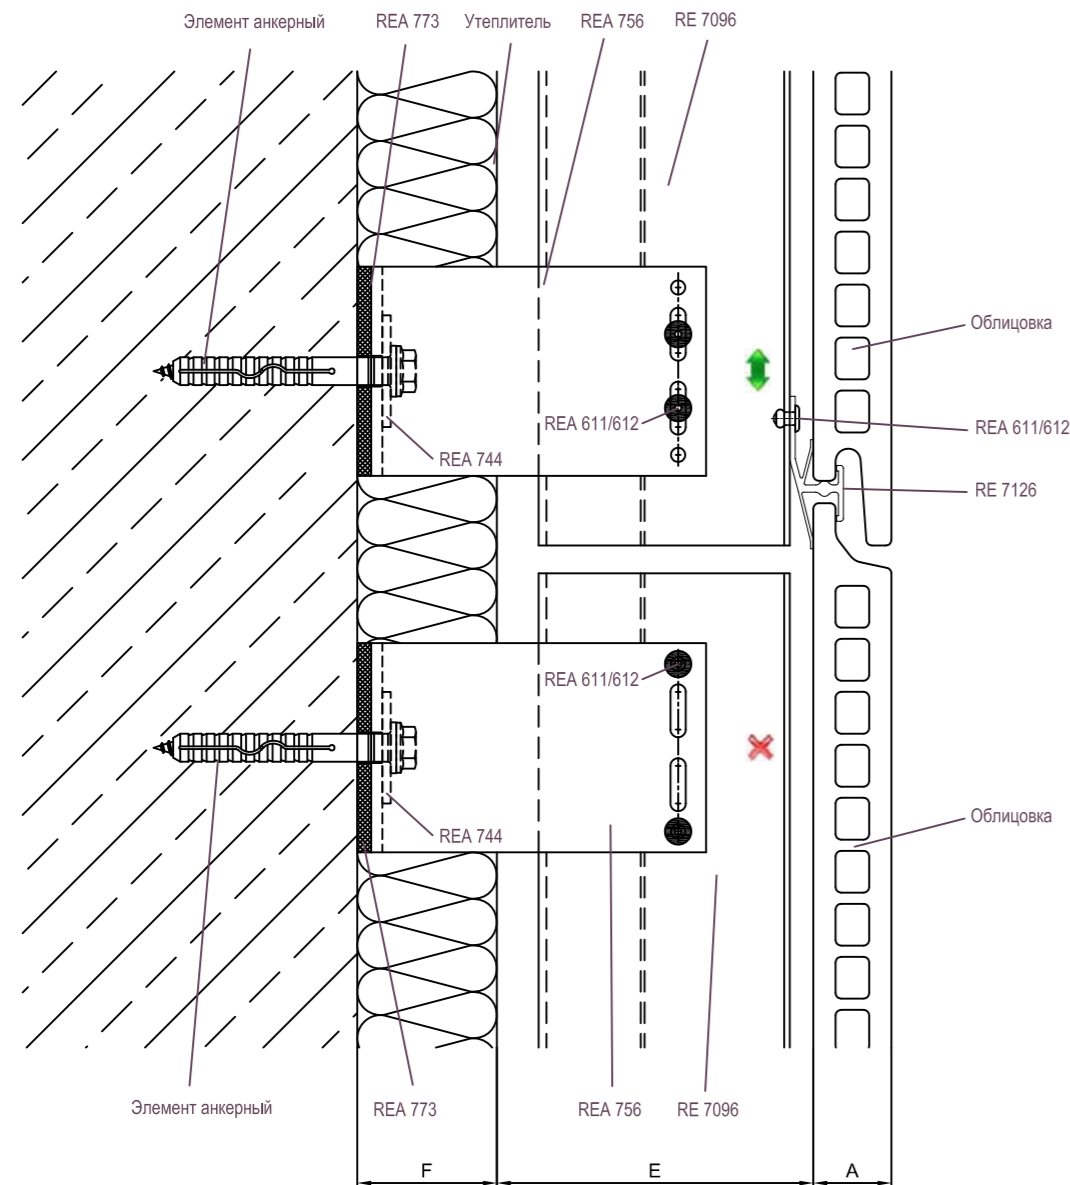 Элемент анкерный
REA 773
Утеплитель
REA 756
RE 7096
Облицовка
REA 611/612
REA 611/612
REA 744
RE 7126
REA 611/612
Облицовка
REA 744
Элемент анкерный
REA 773
REA 756
RE 7096
F
E
A